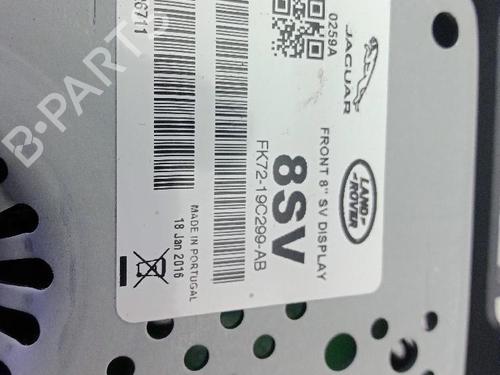 JAGUAR
LAND-
ROVER
0259A
FRONT 8" SV DISPLAY
8SV
FK72-19C299-AB
MADE IN PORTUGAL
18 Jan 2016
6711
B-PARTS